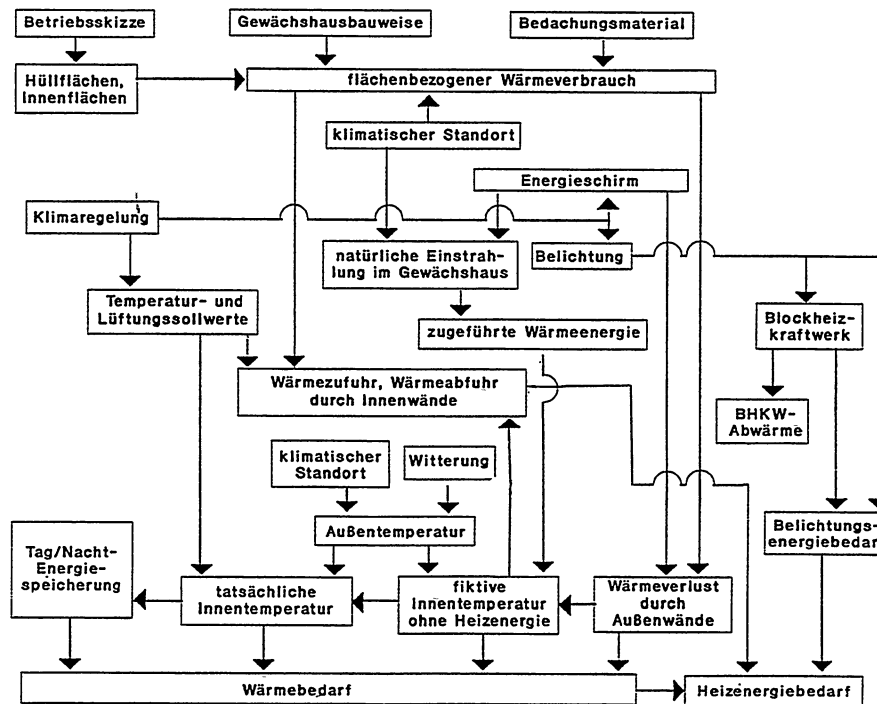 Betriebsskizze
Gewächshausbauweise
Bedachungsmaterial
Hüllflächen,
Innenflächen
flächenbezogener Wärmeverbrauch
klimatischer Standort
Energieschirm
Klimaregelung
natürliche Einstrah-
lung im Gewächshaus
Belichtung
Temperatur- und
Lüftungssollwerte
zugeführte Wärmeenergie
Blockheiz-
kraftwerk
Wärmezufuhr, Wärmeabfuhr
durch Innenwände
BHKW-
Abwärme
klimatischer
Standort
Witterung
Außentemperatur
Belichtungs-
energiebedarf
Tag/Nacht-
Energie-
speicherung
tatsächliche
Innentemperatur
fiktive
Innentemperatur
ohne Heizenergie
Wärmeverlust
durch
Außenwände
Wärmebedarf
Heizenergiebedarf